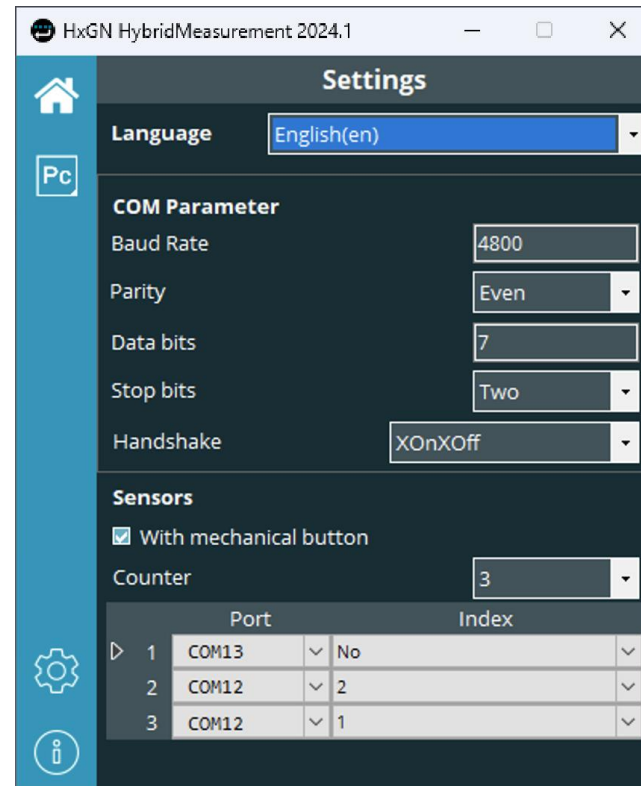 HxGN HybridMeasurement 2024.1
Settings
Language English(en)
Pc
COM Parameter
Baud Rate 4800
Parity Even
Data bits 7
Stop bits Two
Handshake XOnXOff
Sensors
With mechanical button
Counter 3
Port Index
1 COM13 No
2 COM12 2
3 COM12 1